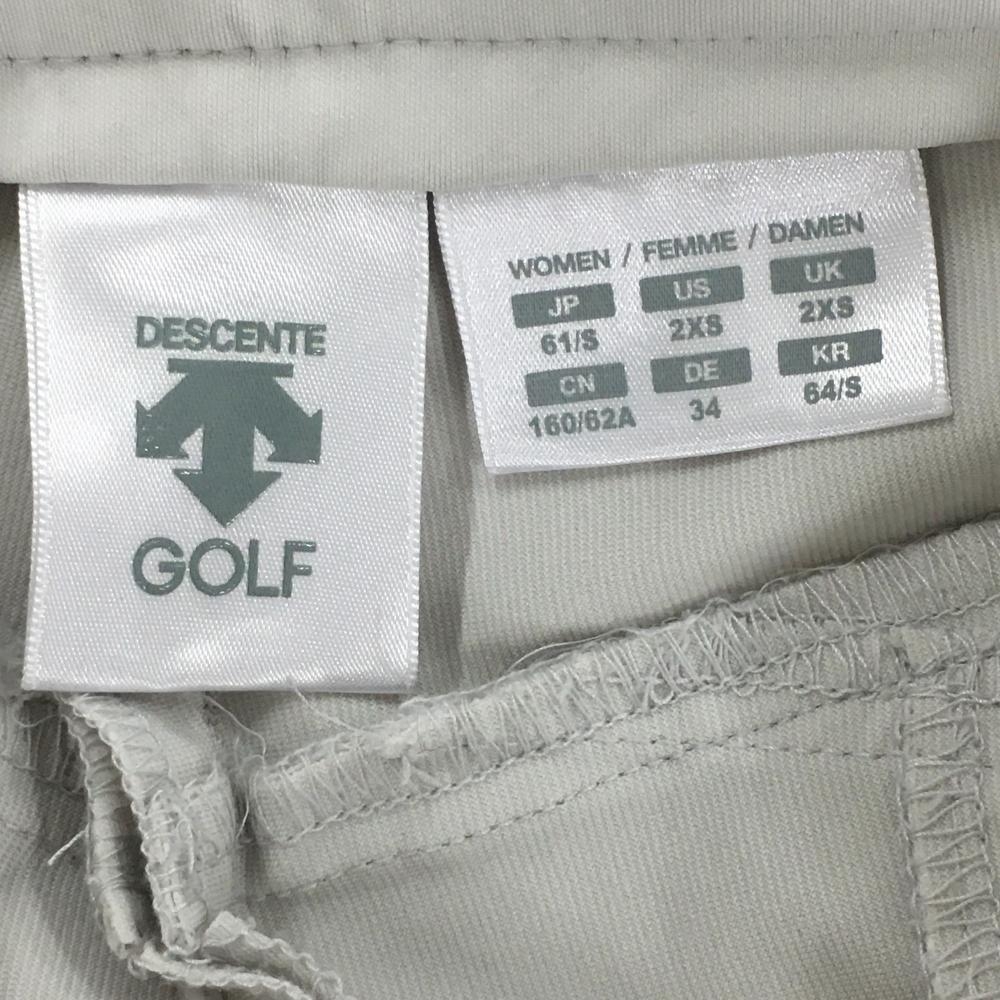 DESCENTE
GOLF
WOMEN / FEMME / DAMEN
JP US UK
61/S 2XS 2XS
CN DE KR
160/62A 34 64/S